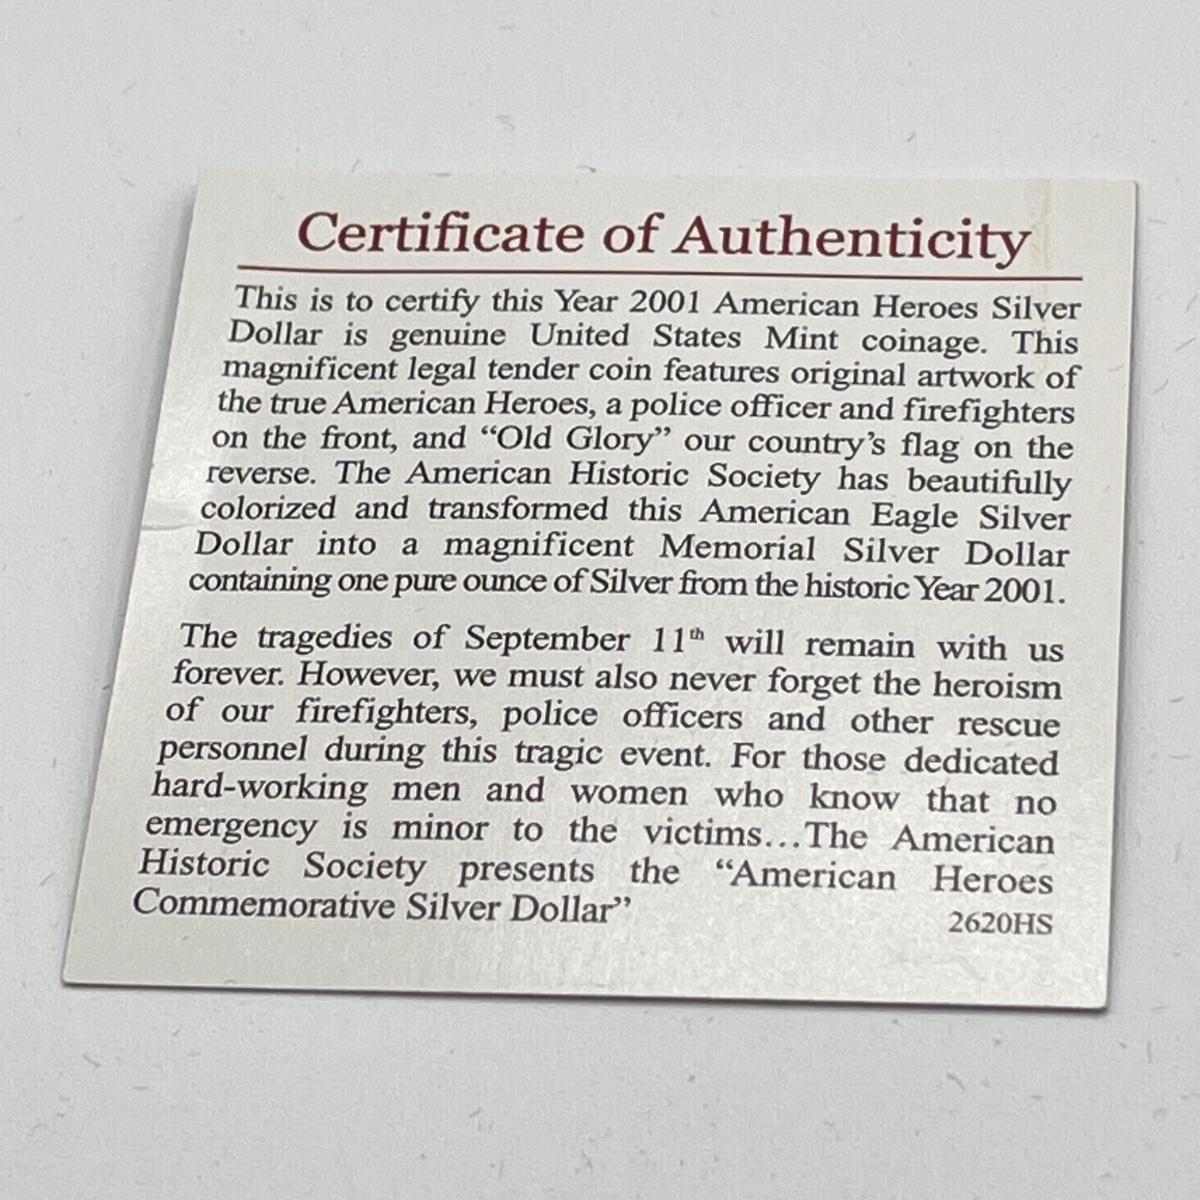 Certificate of Authenticity
This is to certify this Year 2001 American Heroes Silver
Dollar is genuine United States Mint coinage. This
magnificent legal tender coin features original artwork of
the true American Heroes, a police officer and firefighters
on the front, and “Old Glory” our country’s flag on the
reverse. The American Historic Society has beautifully
colorized and transformed this American Eagle Silver
Dollar into a magnificent Memorial Silver Dollar
containing one pure ounce of Silver from the historic Year 2001.
The tragedies of September 11th will remain with us
forever. However, we must also never forget the heroism
of our firefighters, police officers and other rescue
personnel during this tragic event. For those dedicated
hard-working men and women who know that no
emergency is minor to the victims...The American
Historic Society presents the “American Heroes
Commemorative Silver Dollar”
2620HS